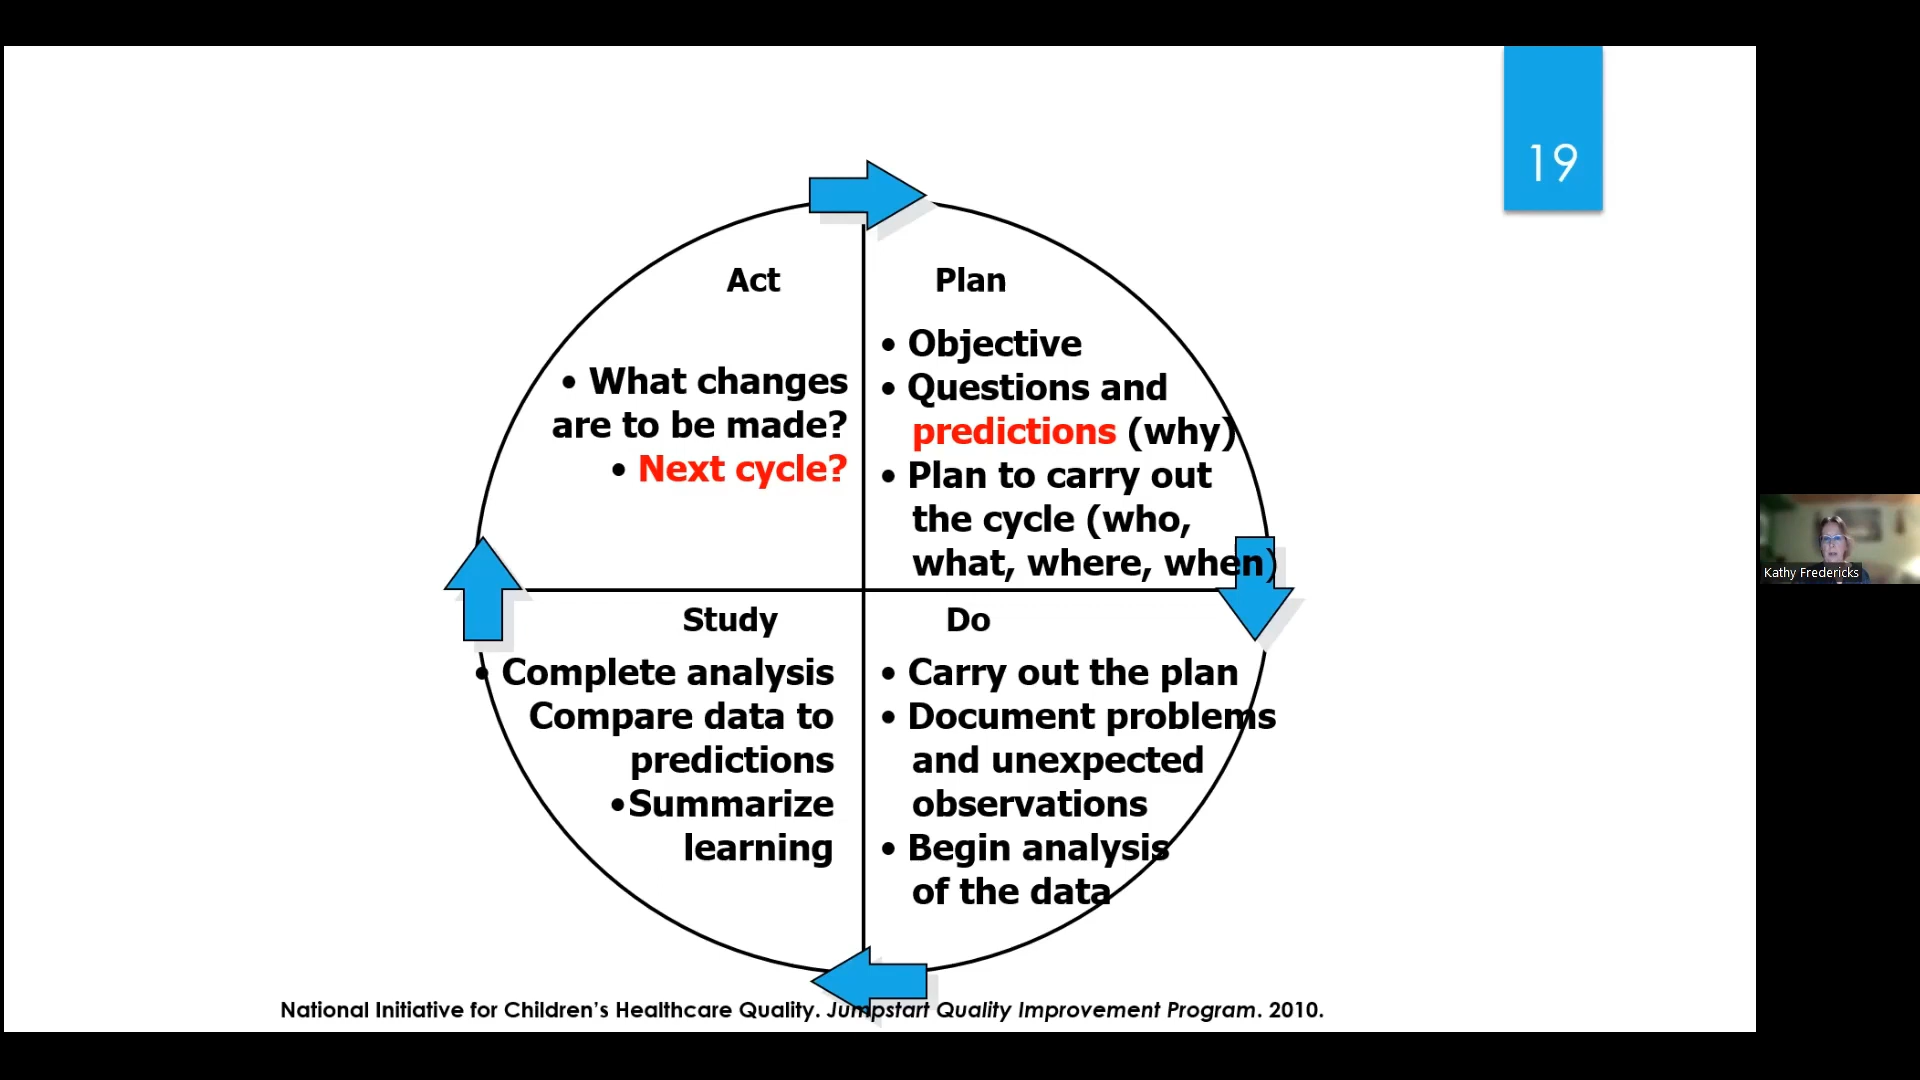 19
Act
• What changes
are to be made?
• Next cycle?
Plan
• Objective
• Questions and
predictions (why)
• Plan to carry out
the cycle (who,
what, where, when)
Study
• Complete analysis
Compare data to
predictions
•Summarize
learning
Do
• Carry out the plan
• Document problems
and unexpected
observations
• Begin analysis
of the data
National Initiative for Children’s Healthcare Quality. Jumpstart Quality Improvement Program. 2010.
Kathy Fredericks